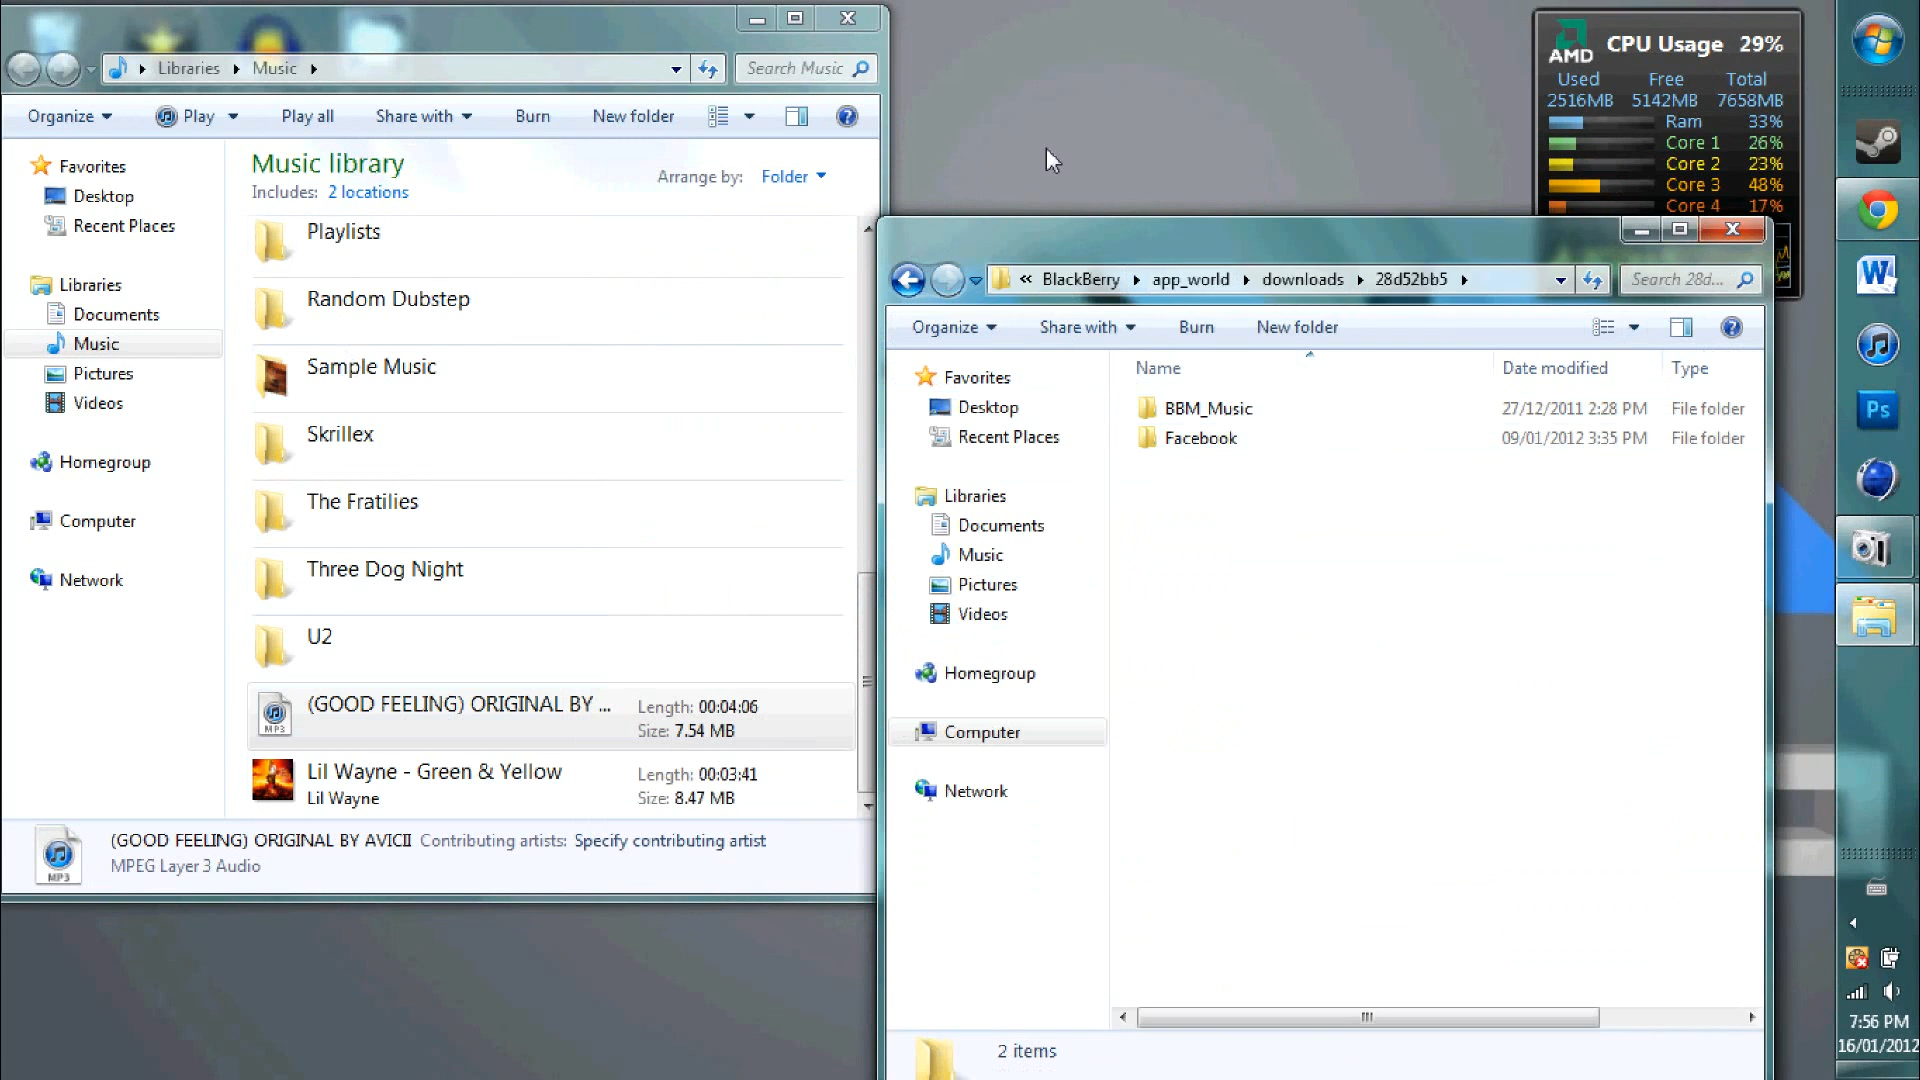 Libraries Music
Search Music
Organize Play Play all Share with Burn New folder
Favorites
Desktop
Recent Places
Libraries
Documents
Music
Pictures
Videos
Homegroup
Computer
Network
Music library
Includes: 2 locations
Arrange by: Folder
Playlists
Random Dubstep
Sample Music
Skrillex
The Fratilies
Three Dog Night
U2
MP3
(GOOD FEELING) ORIGINAL BY ...
Length: 00:04:06
Size: 7.54 MB
Lil Wayne - Green & Yellow
Lil Wayne
Length: 00:03:41
Size: 8.47 MB
MP3
(GOOD FEELING) ORIGINAL BY AVICII Contributing artists: Specify contributing artist
MPEG Layer 3 Audio
AMD
CPU Usage 29%
Used Free Total
2516MB 5142MB 7658MB
Ram 33%
Core 1 26%
Core 2 23%
Core 3 48%
Core 4 17%
« BlackBerry app_world downloads 28d52bb5
Search 28d...
Organize Share with Burn New folder
Favorites
Desktop
Recent Places
Libraries
Documents
Music
Pictures
Videos
Homegroup
Computer
Network
Name Date modified Type
BBM_Music 27/12/2011 2:28 PM File folder
Facebook 09/01/2012 3:35 PM File folder
2 items
W
Ps
7:56 PM
16/01/2012